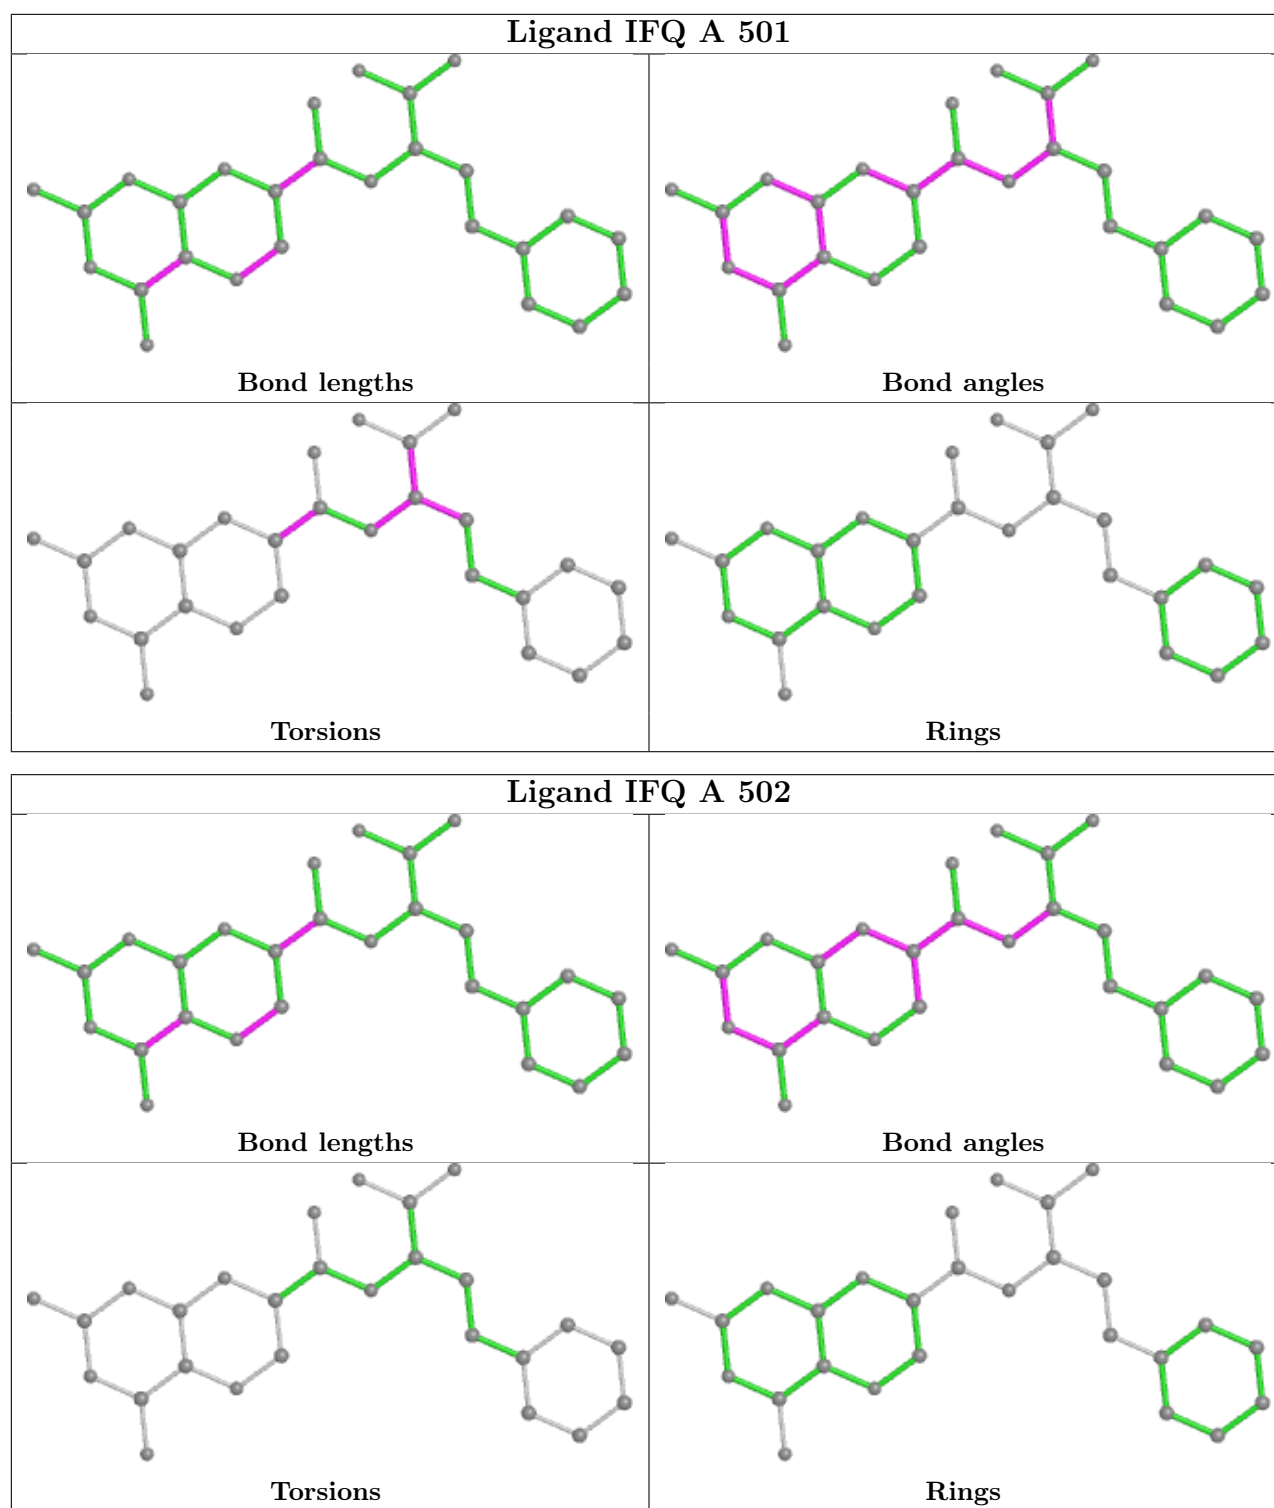 Ligand IFQ A 501
Bond lengths
Bond angles
Torsions
Rings
Ligand IFQ A 502
Bond lengths
Bond angles
Torsions
Rings